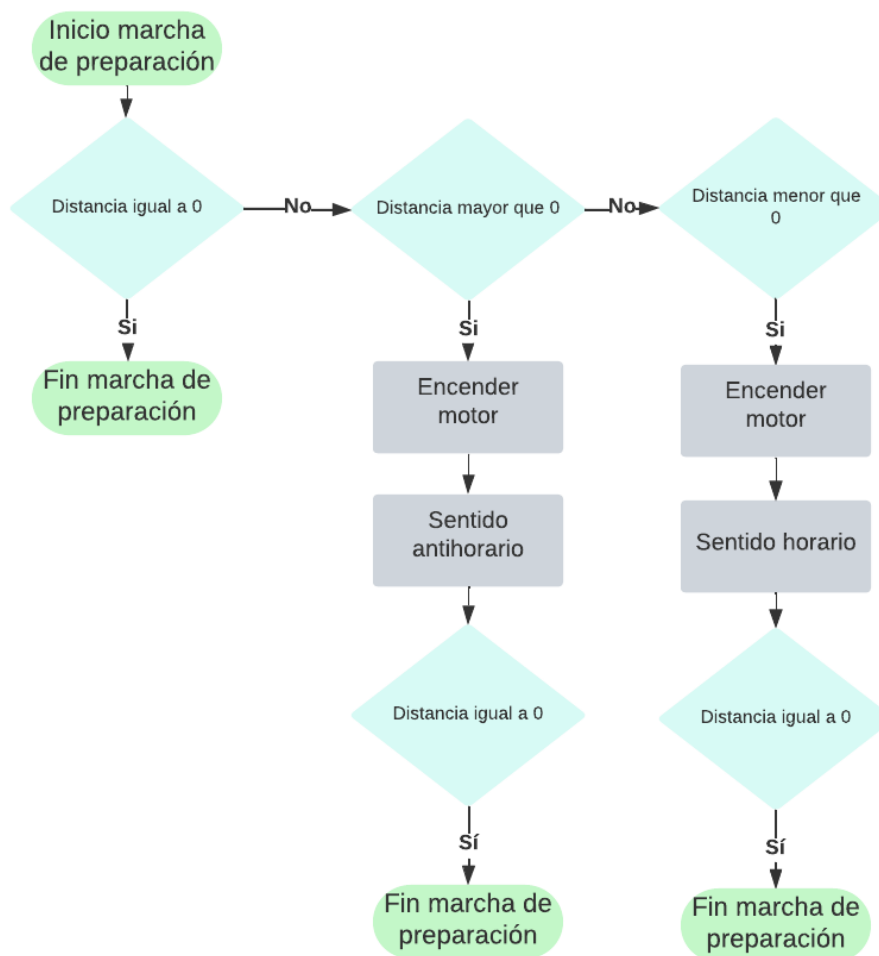 Inicio marcha
de preparación
Distancia igual a 0
No
Distancia mayor que 0
No
Distancia menor que
0
Si
Si
Si
Fin marcha de
preparación
Encender
motor
Encender
motor
Sentido
antihorario
Sentido horario
Distancia igual a 0
Distancia igual a 0
Sí
Sí
Fin marcha de
preparación
Fin marcha de
preparación